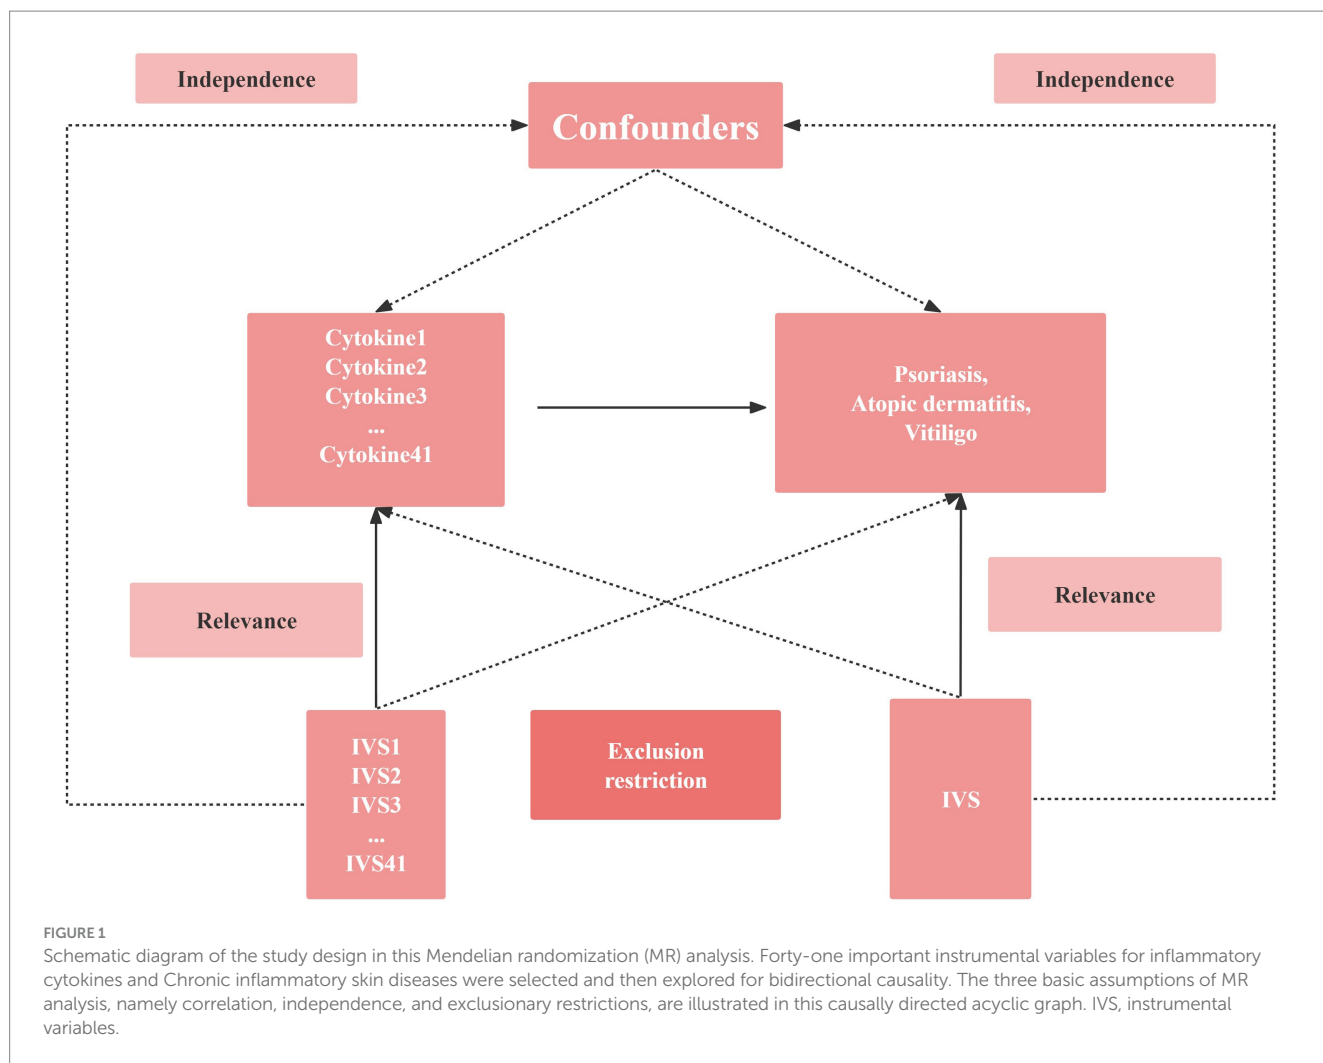 Independence
Independence
Confounders
Cytokine1
Cytokine2
Cytokine3
...
Cytokine41
Psoriasis,
Atopic dermatitis,
Vitiligo
Relevance
Relevance
IVS1
IVS2
IVS3
...
IVS41
Exclusion
restriction
IVS
FIGURE 1
Schematic diagram of the study design in this Mendelian randomization (MR) analysis. Forty-one important instrumental variables for inflammatory
cytokines and Chronic inflammatory skin diseases were selected and then explored for bidirectional causality. The three basic assumptions of MR
analysis, namely correlation, independence, and exclusionary restrictions, are illustrated in this causally directed acyclic graph. IVS, instrumental
variables.